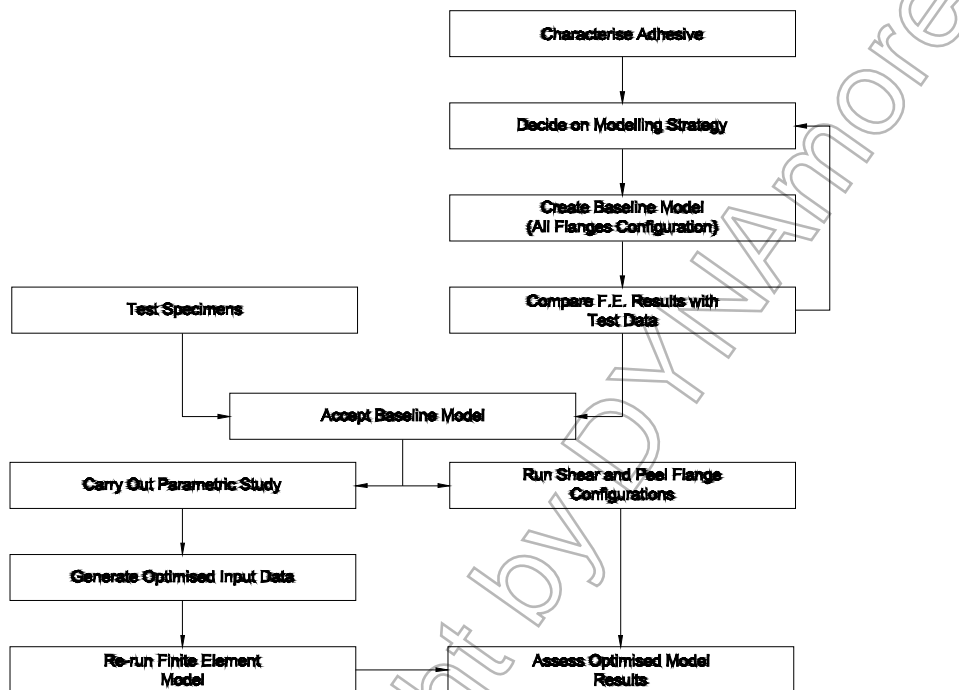 Characterise Adhesive
Decide on Modelling Strategy
Create Baseline Model
(All Flanges Configuration)
Test Specimens
Compare F.E. Results with
Test Data
Accept Baseline Model
Carry Out Parametric Study
Run Shear and Peel Flange
Configurations
Generate Optimised Input Data
Re-run Finite Element
Model
Assess Optimised Model
Results
by DYNAmore